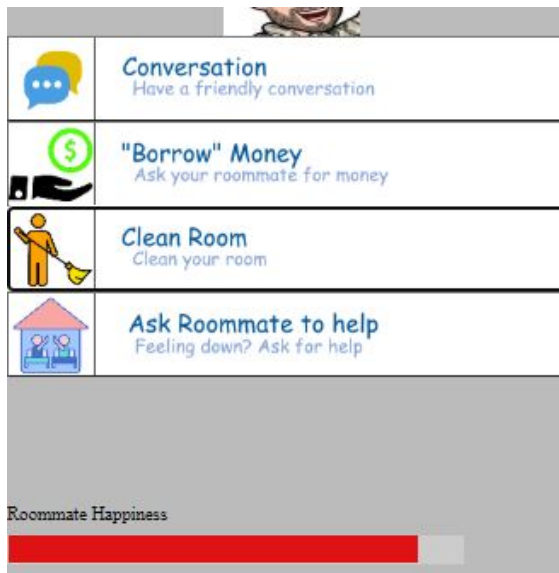 Conversation
Have a friendly conversation
$
"Borrow" Money
Ask your roommate for money
Clean Room
Clean your room
Ask Roommate to help
Feeling down? Ask for help
Roommate Happiness